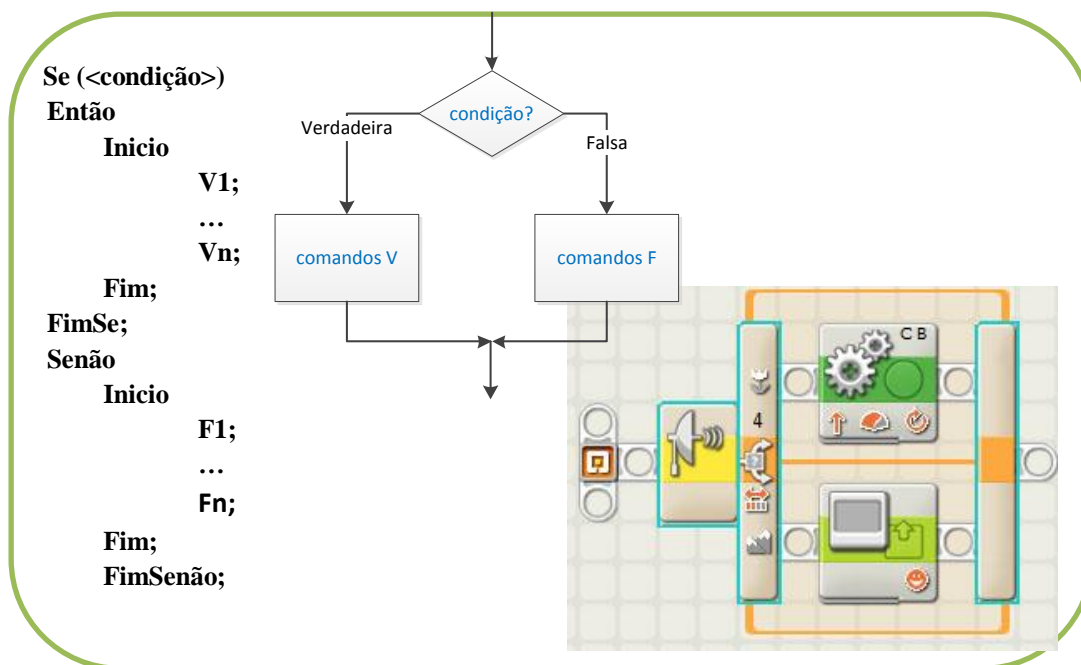 Se (<condição>)
Então
Inicio
V1;
…
Vn;
Fim;
FimSe;
Senão
Inicio
F1;
…
Fn;
Fim;
FimSenão;
condição?
Verdadeira
Falsa
comandos V
comandos F
C B
4